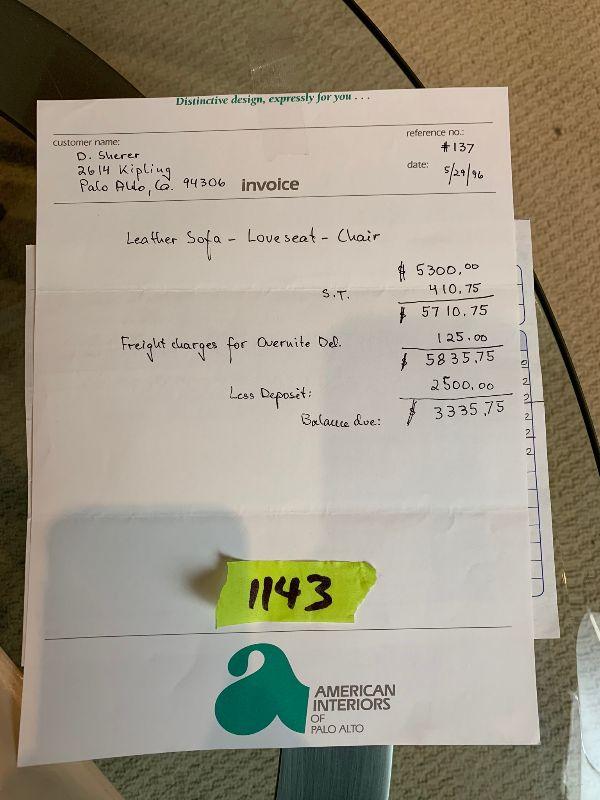 Distinctive design, expressly for you . . .
customer name:
reference no.:
D. Sherer
#137
2614 Kipling
date:
5/29/96
Palo Alto, Ca. 94306
invoice
Leather Sofa - Loveseat - Chair
$ 5300.00
S.T. 410.75
$ 5710.75
Freight charges for Overnite Del. 125.00
$ 5835.75
Less Deposit: 2500.00
Balance due: $ 3335.75
1143
AMERICAN
INTERIORS
OF
PALO ALTO